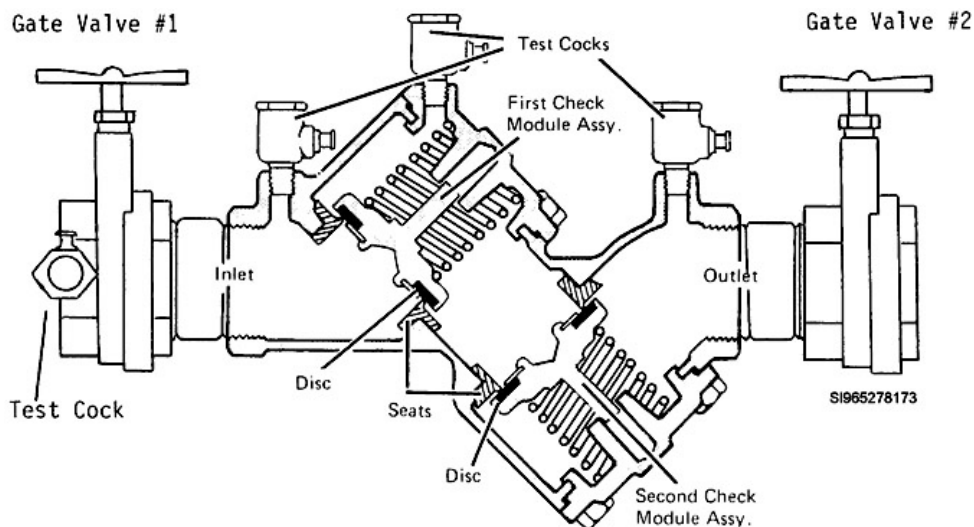 Gate Valve #1
Gate Valve #2
Test Cocks
First Check
Module Assy.
Inlet
Outlet
Disc
Seats
Test Cock
SI965278173
Disc
Second Check
Module Assy.